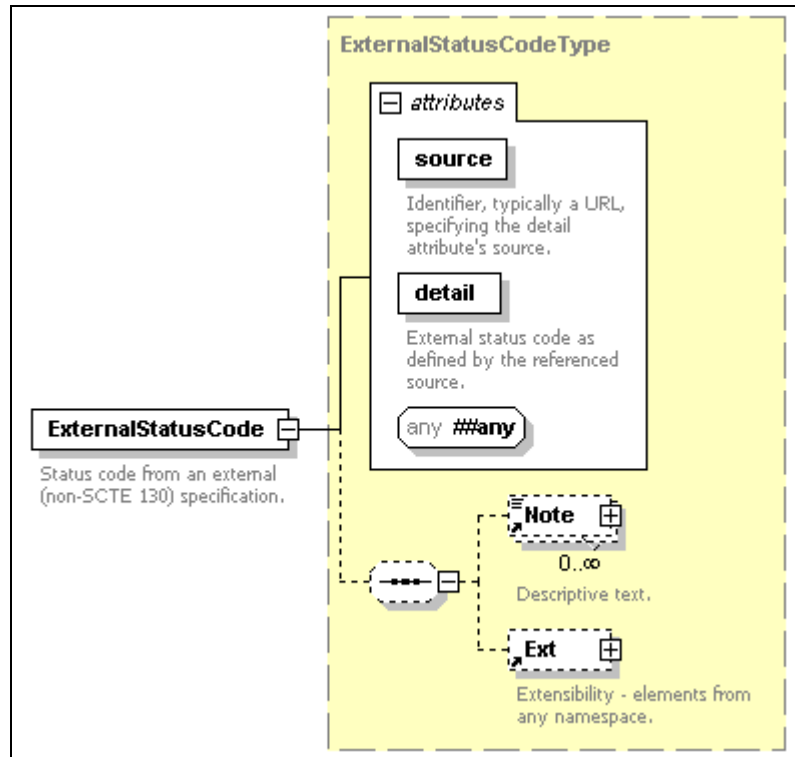 ExternalStatusCodeType
attributes
source
Identifier, typically a URL,
specifying the detail
attribute's source.
detail
External status code as
defined by the referenced
source.
any ##any
ExternalStatusCode
Status code from an external
(non-SCTE 130) specification.
Note
0..∞
Descriptive text.
Ext
Extensibility - elements from
any namespace.